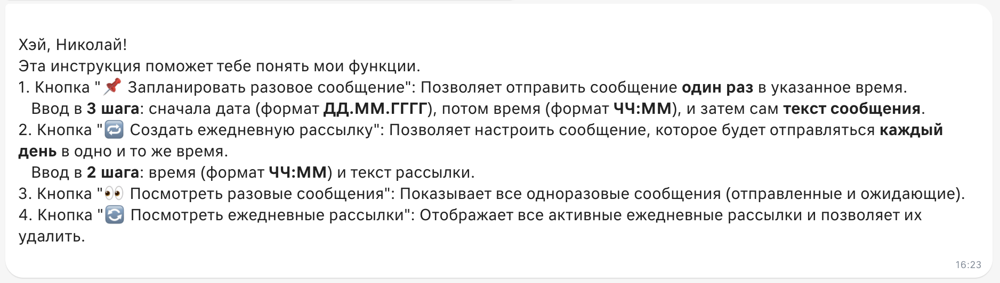 Хэй, Николай!
Эта инструкция поможет тебе понять мои функции.
1. Кнопка "📌 Запланировать разовое сообщение": Позволяет отправить сообщение один раз в указанное время.
Ввод в 3 шага: сначала дата (формат ДД.ММ.ГГГГ), потом время (формат ЧЧ:ММ), и затем сам текст сообщения.
2. Кнопка "🔁 Создать ежедневную рассылку": Позволяет настроить сообщение, которое будет отправляться каждый
день в одно и то же время.
Ввод в 2 шага: время (формат ЧЧ:ММ) и текст рассылки.
3. Кнопка "👀 Посмотреть разовые сообщения": Показывает все одноразовые сообщения (отправленные и ожидающие).
4. Кнопка "🔄 Посмотреть ежедневные рассылки": Отображает все активные ежедневные рассылки и позволяет их
удалить.
16:23